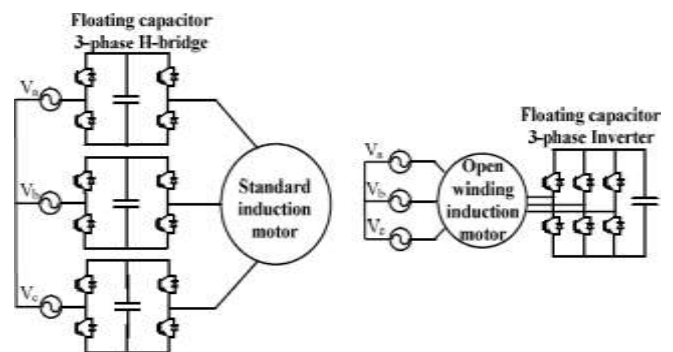 Floating capacitor
3-phase H-bridge
Va
Vb
Vc
Standard
induction
motor
Floating capacitor
3-phase Inverter
Va
Vb
Vc
Open
winding
induction
motor